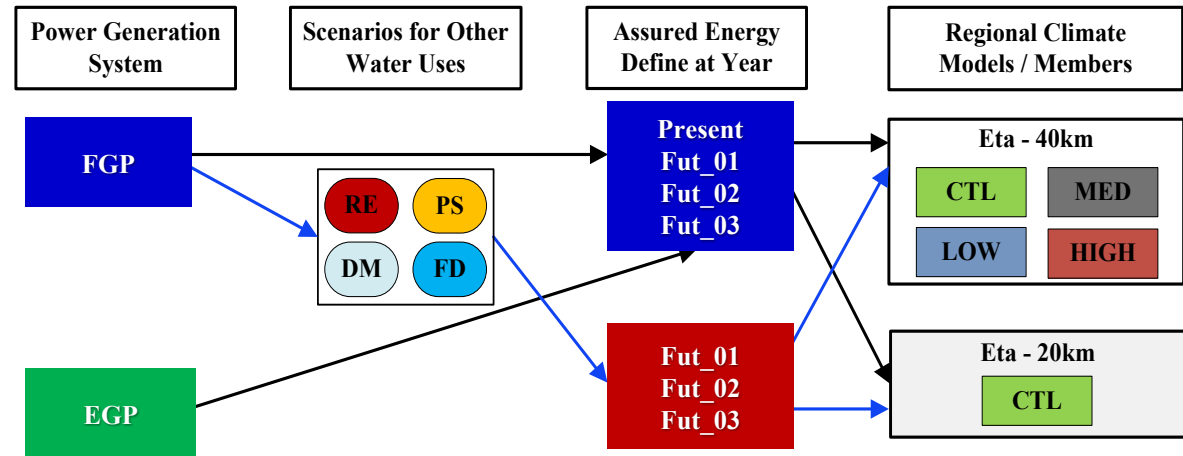 Power Generation
System
Scenarios for Other
Water Uses
Assured Energy
Define at Year
Regional Climate
Models / Members
FGP
RE
PS
DM
FD
EGP
Present
Fut_01
Fut_02
Fut_03
Fut_01
Fut_02
Fut_03
Eta - 40km
CTL
MED
LOW
HIGH
Eta - 20km
CTL